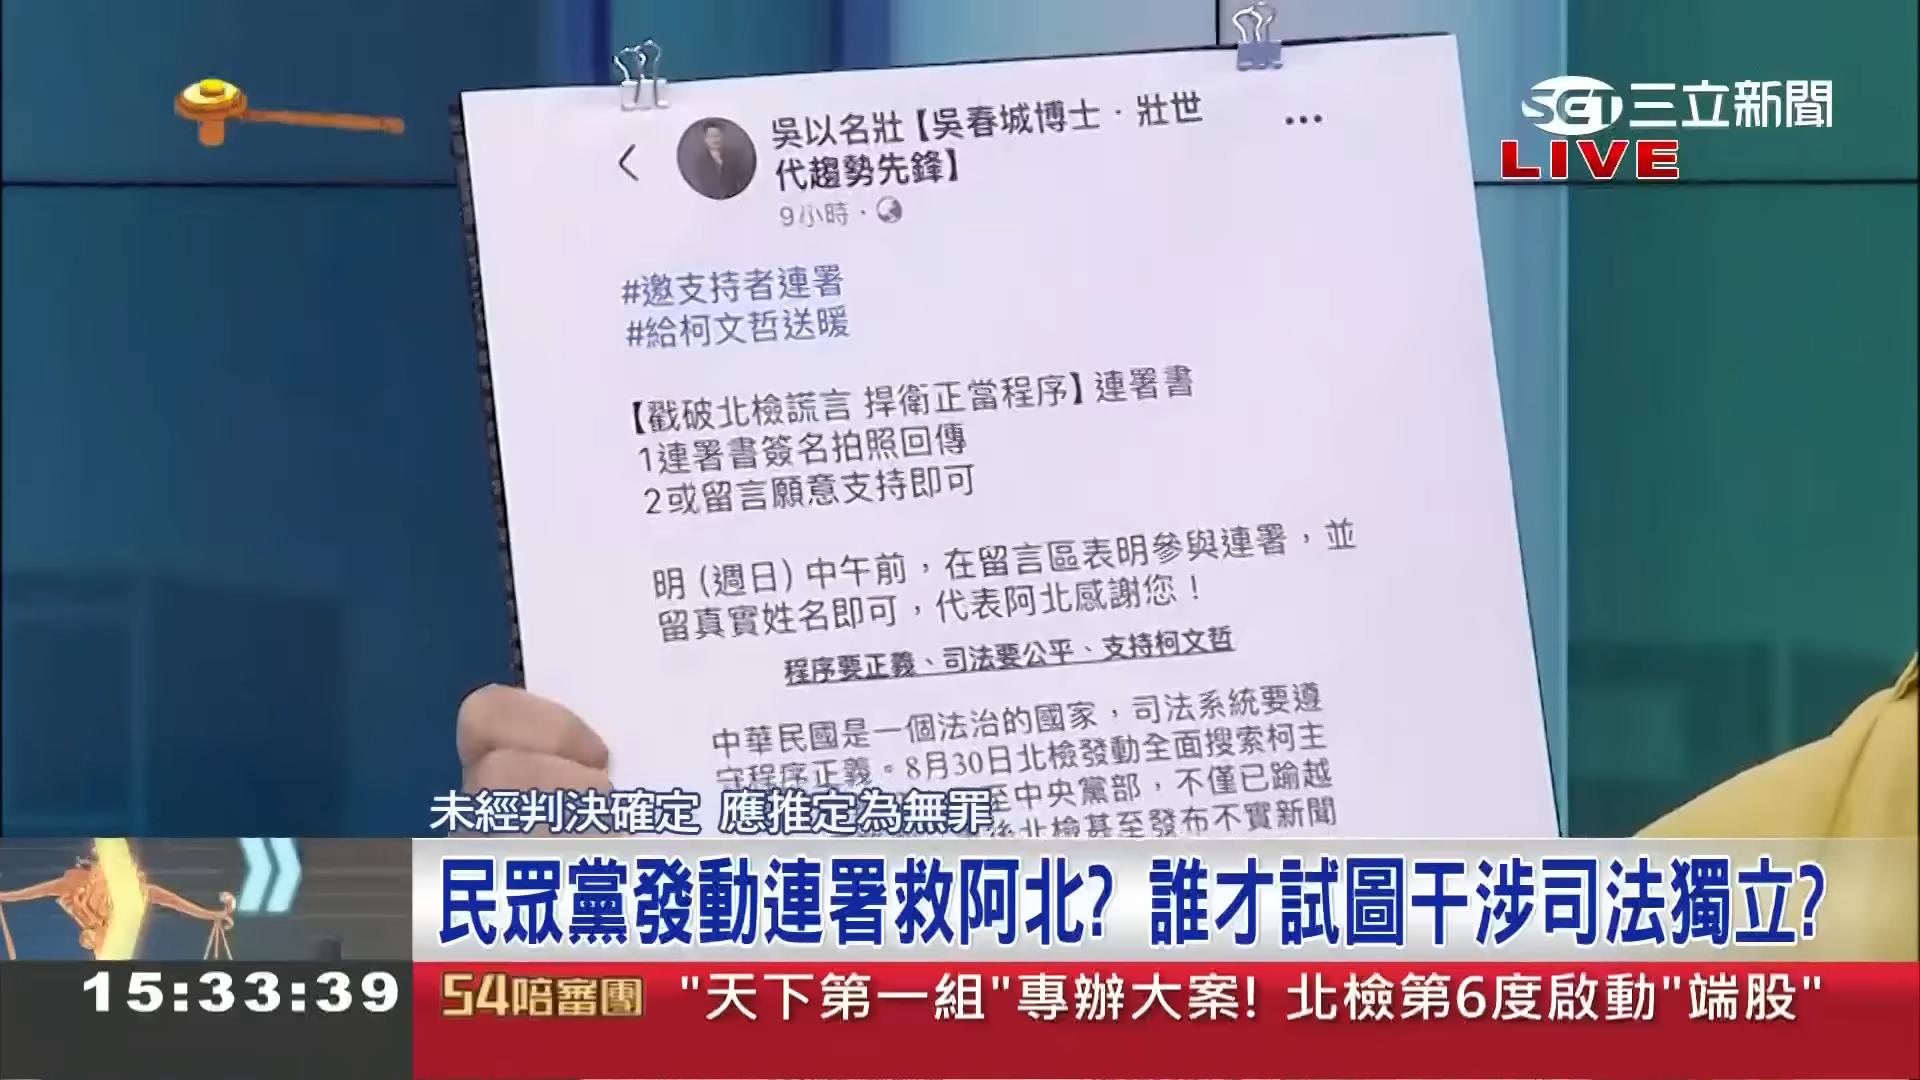 SET三立新聞
LIVE
吳以名壯【吳春城博士·壯世
代趨勢先鋒】
9小時·
#邀支持者連署
#給柯文哲送暖
【戳破北檢謊言 捍衛正當程序】連署書
1連署書簽名拍照回傳
2或留言願意支持即可
明(週日)中午前,在留言區表明參與連署,並
留真實姓名即可,代表阿北感謝您!
程序要正義、司法要公平、支持柯文哲
中華民國是一個法治的國家,司法系統要遵
守程序正義。8月30日北檢發動全面搜索柯主
至中央黨部,不僅已踰越
後北檢甚至發布不實新聞
未經判決確定 應推定為無罪
民眾黨發動連署救阿北? 誰才試圖干涉司法獨立?
15:33:39
54陪審團
"天下第一組"專辦大案! 北檢第6度啟動"端股"